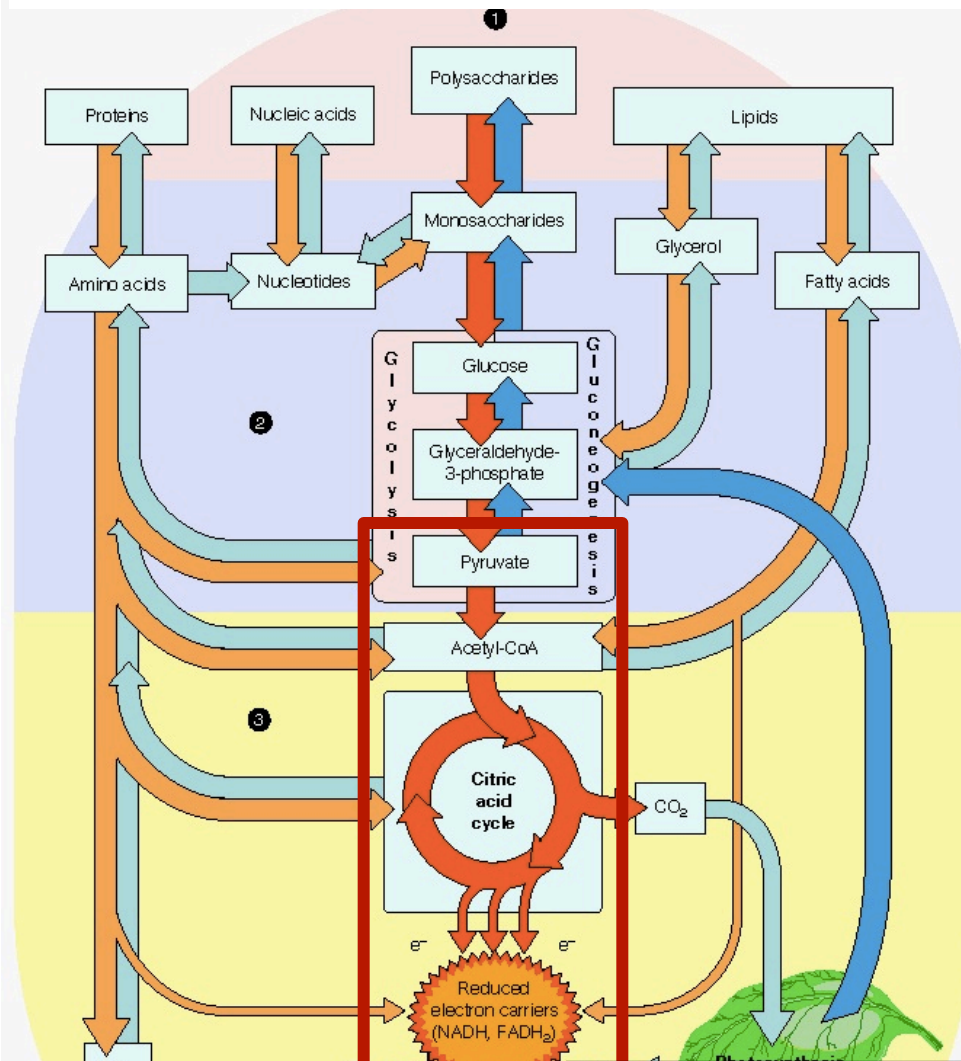 1
Polysaccharides
Proteins
Nucleic acids
Lipids
Monosaccharides
Glycerol
Amino acids
Nucleotides
Fatty acids
Glycolysis
Glucose
Gluconeogenesis
2
Glyceraldehyde-
3-phosphate
Pyruvate
Acetyl-CoA
3
Citric
acid
cycle
CO₂
e⁻
e⁻
Reduced
electron carriers
(NADH, FADH₂)